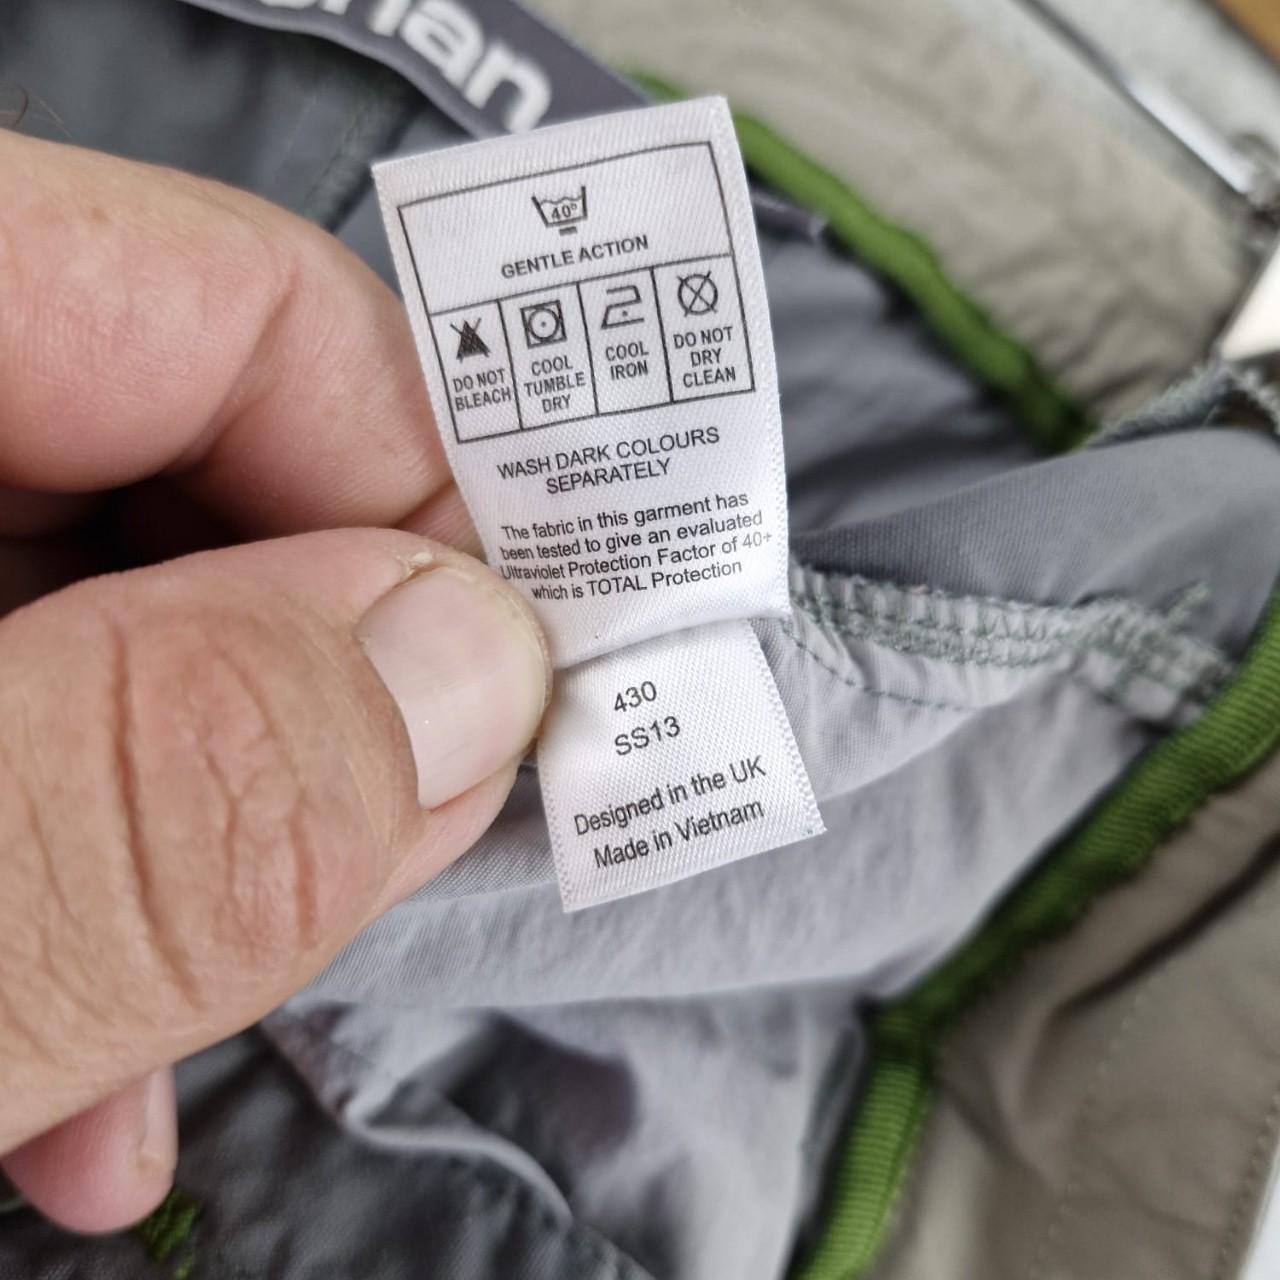 40°
GENTLE ACTION
DO NOT
BLEACH
COOL
TUMBLE
DRY
COOL
IRON
DO NOT
DRY
CLEAN
WASH DARK COLOURS
SEPARATELY
The fabric in this garment has
been tested to give an evaluated
Ultraviolet Protection Factor of 40+
which is TOTAL Protection
430
SS13
Designed in the UK
Made in Vietnam